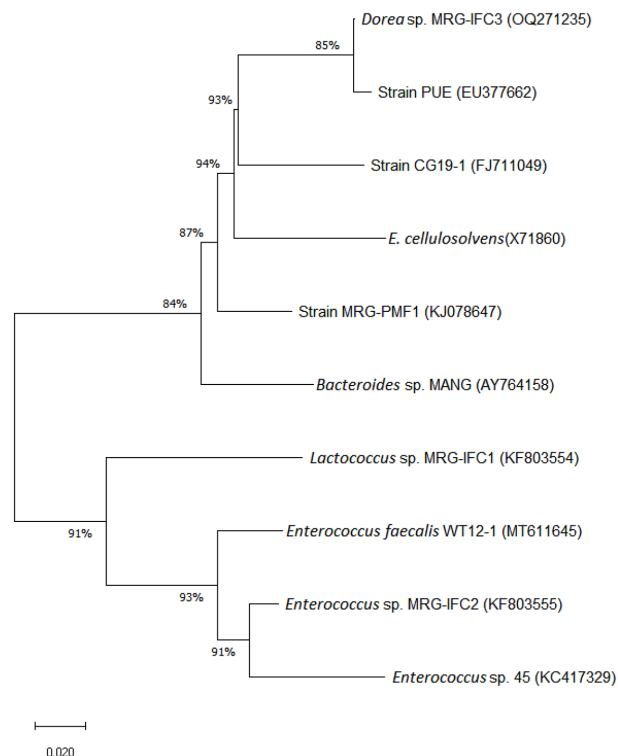 Dorea sp. MRG-IFC3 (OQ271235)
85%
Strain PUE (EU377662)
93%
Strain CG19-1 (FJ711049)
94%
87%
E. cellulosolvens(X71860)
84%
Strain MRG-PMF1 (KJ078647)
Bacteroides sp. MANG (AY764158)
Lactococcus sp. MRG-IFC1 (KF803554)
91%
Enterococcus faecalis WT12-1 (MT611645)
93%
Enterococcus sp. MRG-IFC2 (KF803555)
91%
Enterococcus sp. 45 (KC417329)
0.020